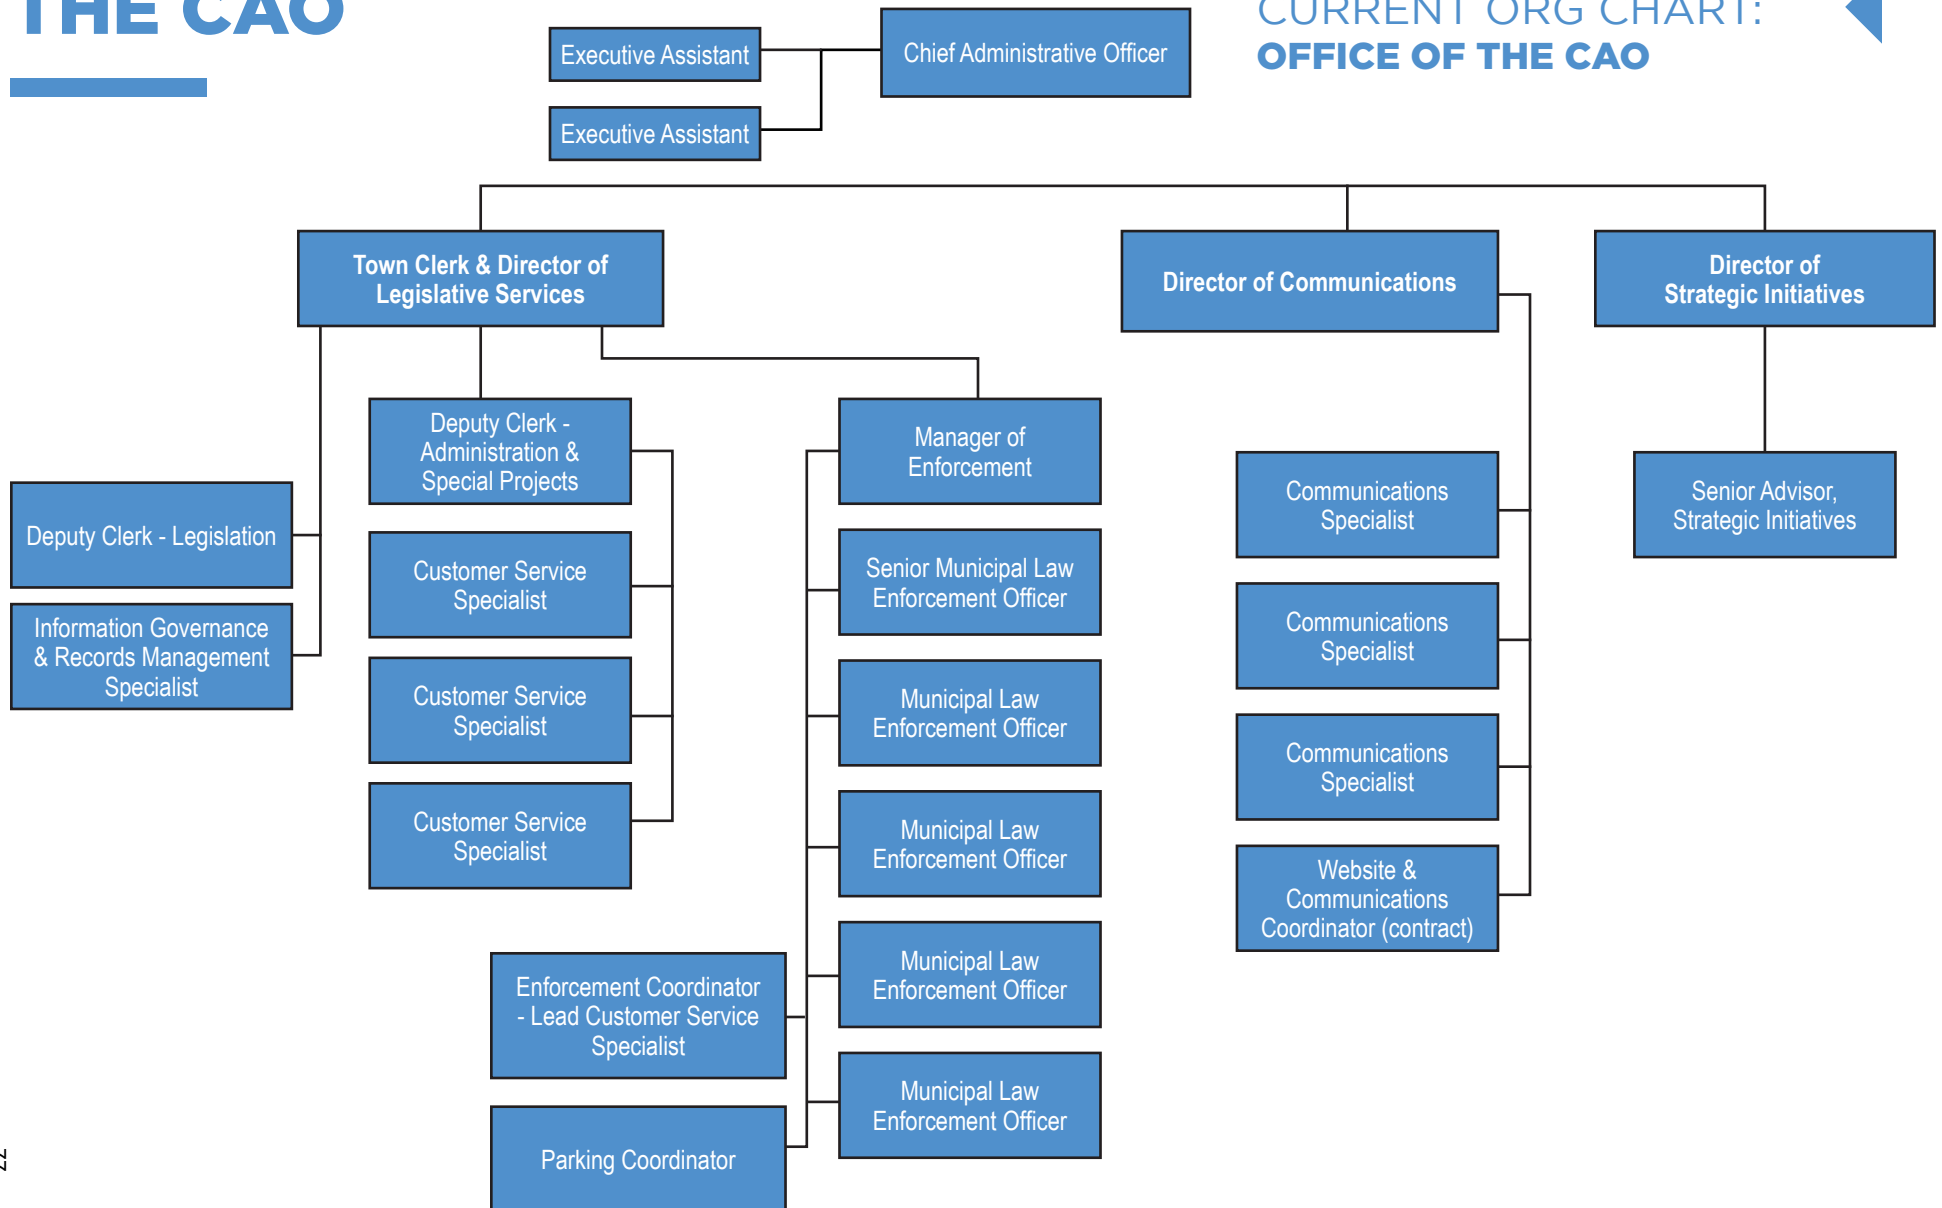 THE CAO
CURRENT ORG CHART:
OFFICE OF THE CAO
Executive Assistant
Chief Administrative Officer
Executive Assistant
Town Clerk & Director of
Legislative Services
Director of Communications
Director of
Strategic Initiatives
Deputy Clerk -
Administration &
Special Projects
Manager of
Enforcement
Deputy Clerk - Legislation
Information Governance
& Records Management
Specialist
Customer Service
Specialist
Customer Service
Specialist
Customer Service
Specialist
Senior Municipal Law
Enforcement Officer
Municipal Law
Enforcement Officer
Municipal Law
Enforcement Officer
Municipal Law
Enforcement Officer
Municipal Law
Enforcement Officer
Enforcement Coordinator
- Lead Customer Service
Specialist
Parking Coordinator
Communications
Specialist
Communications
Specialist
Communications
Specialist
Website &
Communications
Coordinator (contract)
Senior Advisor,
Strategic Initiatives